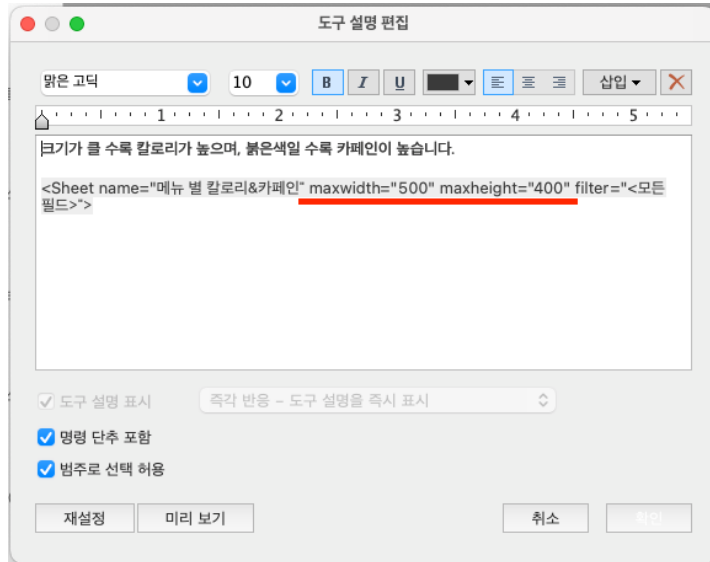 도구 설명 편집
맑은 고딕 10 B I U 삽입
1 2 3 4 5
크기가 클 수록 칼로리가 높으며, 붉은색일 수록 카페인이 높습니다.
<Sheet name="메뉴 별 칼로리&카페인" maxwidth="500" maxheight="400" filter="<모든
필드>">
도구 설명 표시 즉각 반응 – 도구 설명을 즉시 표시
명령 단추 포함
범주로 선택 허용
재설정 미리 보기 취소 확인